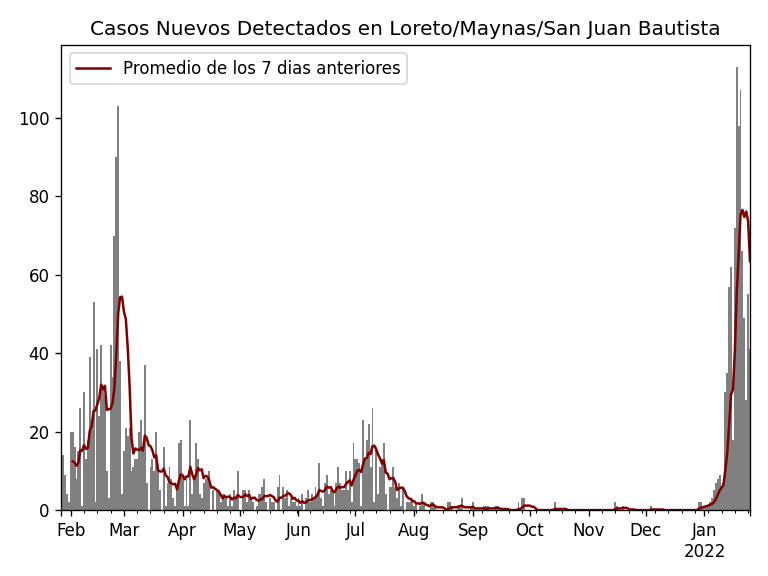 Casos Nuevos Detectados en Loreto/Maynas/San Juan Bautista
Promedio de los 7 dias anteriores
100
80
60
40
20
0
Feb Mar Apr May Jun Jul Aug Sep Oct Nov Dec Jan
2022